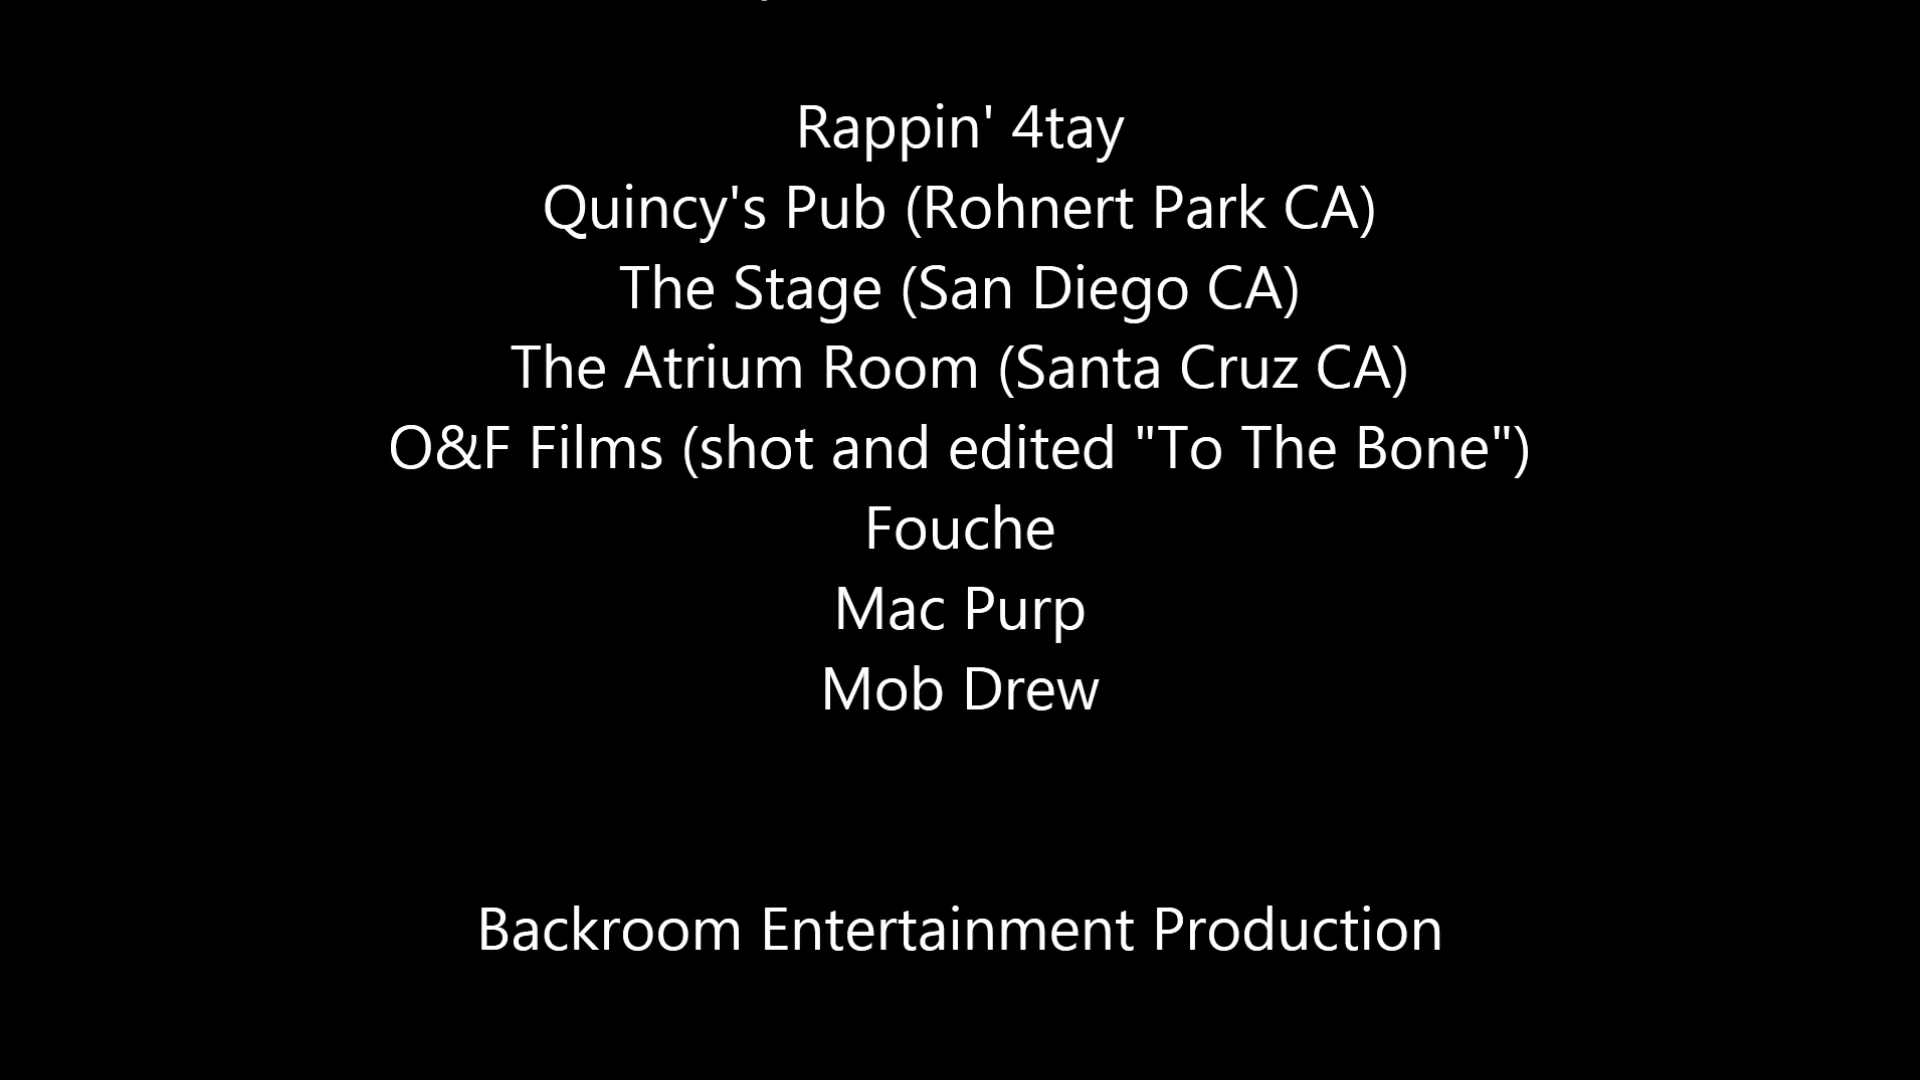 Rappin' 4tay
Quincy's Pub (Rohnert Park CA)
The Stage (San Diego CA)
The Atrium Room (Santa Cruz CA)
O&F Films (shot and edited "To The Bone")
Fouche
Mac Purp
Mob Drew
Backroom Entertainment Production